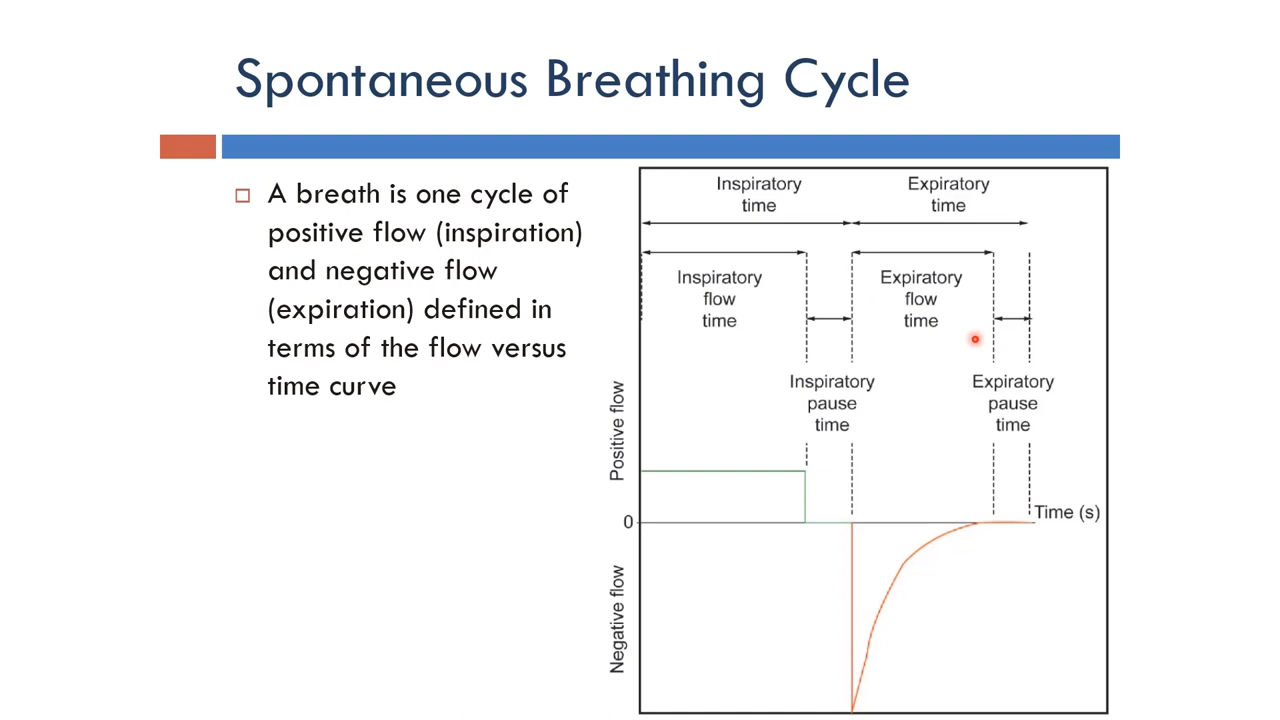 Spontaneous Breathing Cycle
A breath is one cycle of
positive flow (inspiration)
and negative flow
(expiration) defined in
terms of the flow versus
time curve
Inspiratory
time
Expiratory
time
Inspiratory
flow
time
Expiratory
flow
time
Inspiratory
pause
time
Expiratory
pause
time
Positive flow
0
Time (s)
Negative flow